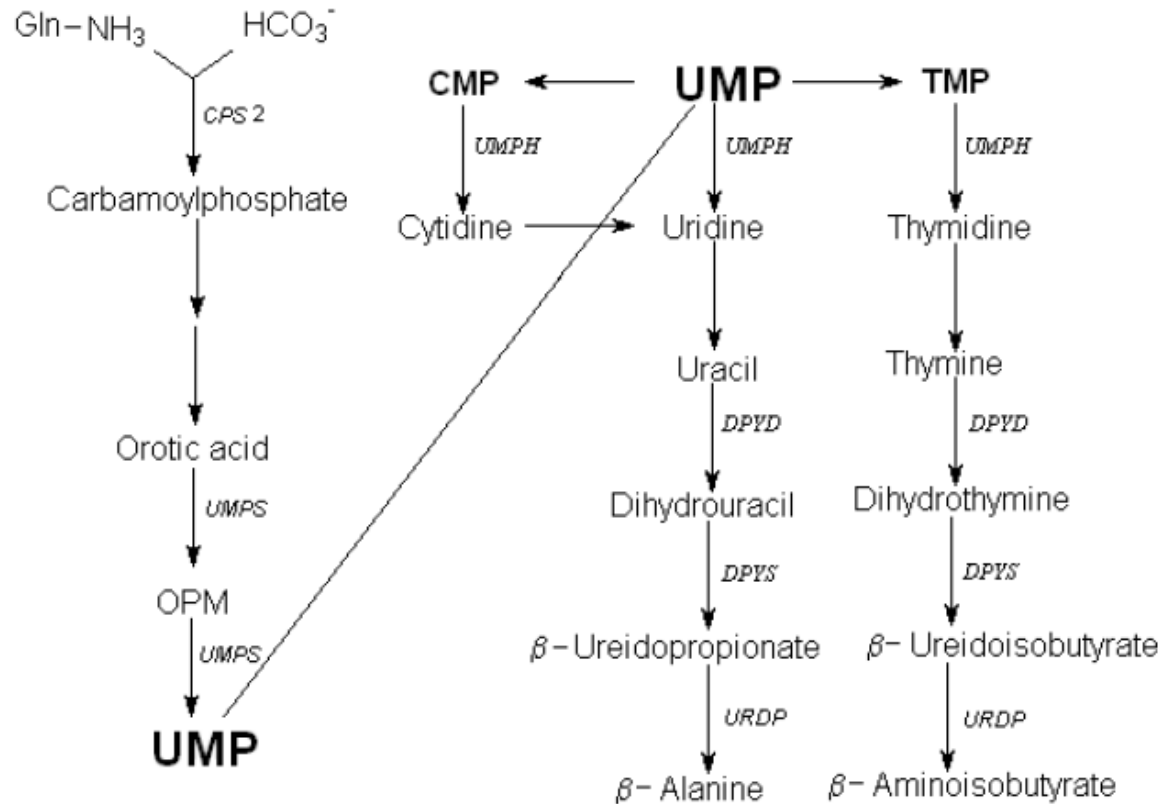 Gln–NH3
HCO3-
CPS 2
Carbamoylphosphate
Orotic acid
UMPS
OPM
UMPS
UMP
CMP
UMP
TMP
UMPH
UMPH
UMPH
Cytidine
Uridine
Thymidine
Uracil
Thymine
DPYD
DPYD
Dihydrouracil
Dihydrothymine
DPYS
DPYS
β–Ureidopropionate
β–Ureidoisobutyrate
URDP
URDP
β–Alanine
β–Aminoisobutyrate